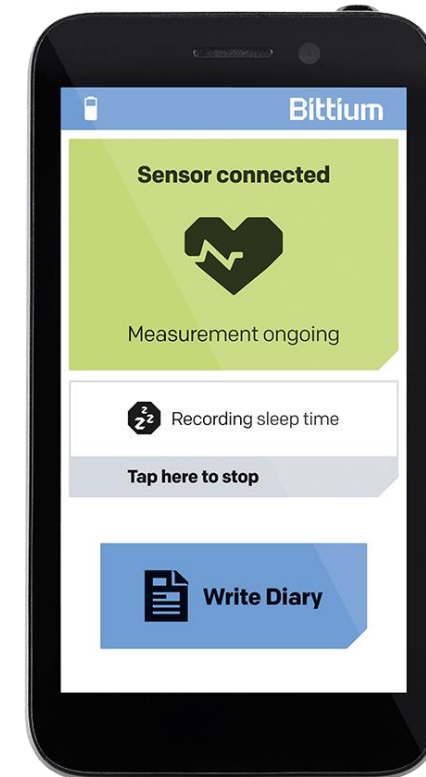 Bittium
Sensor connected
Measurement ongoing
Recording sleep time
Tap here to stop
Write Diary